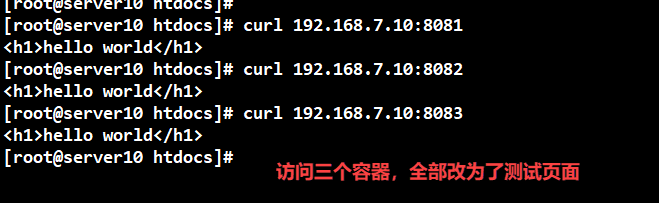 [root@server10 htdocs]#
[root@server10 htdocs]# curl 192.168.7.10:8081
<h1>hello world</h1>
[root@server10 htdocs]# curl 192.168.7.10:8082
<h1>hello world</h1>
[root@server10 htdocs]# curl 192.168.7.10:8083
<h1>hello world</h1>
[root@server10 htdocs]#
访问三个容器，全部改为了测试页面